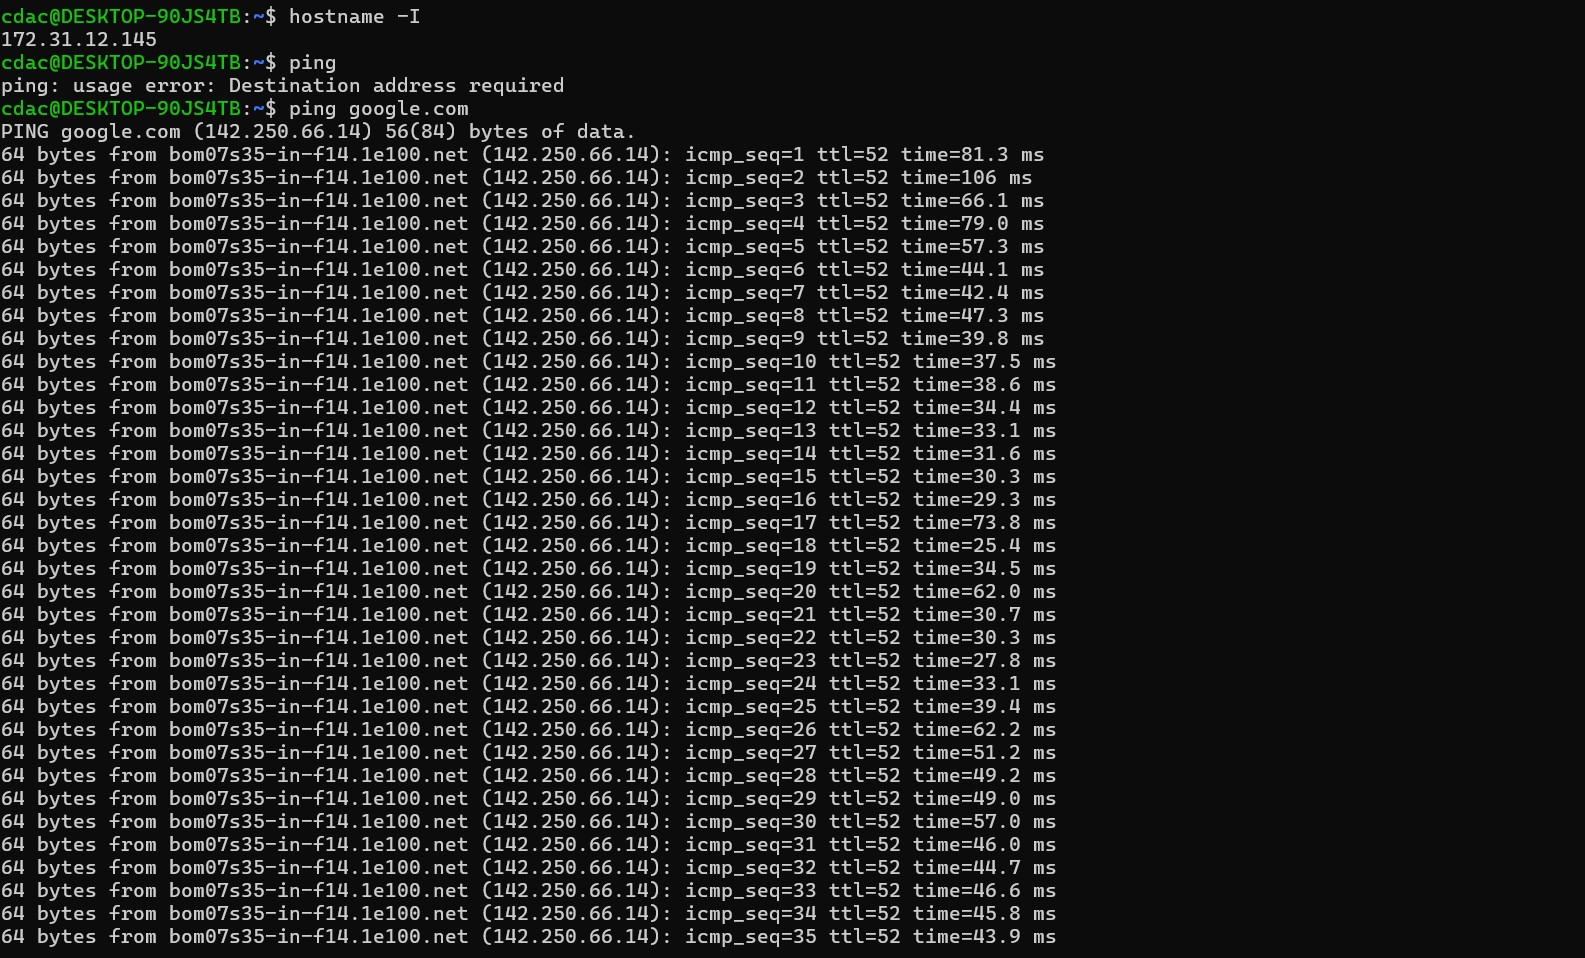 cdac@DESKTOP-90JS4TB:~$ hostname -I
172.31.12.145
cdac@DESKTOP-90JS4TB:~$ ping
ping: usage error: Destination address required
cdac@DESKTOP-90JS4TB:~$ ping google.com
PING google.com (142.250.66.14) 56(84) bytes of data.
64 bytes from bom07s35-in-f14.1e100.net (142.250.66.14): icmp_seq=1 ttl=52 time=81.3 ms
64 bytes from bom07s35-in-f14.1e100.net (142.250.66.14): icmp_seq=2 ttl=52 time=106 ms
64 bytes from bom07s35-in-f14.1e100.net (142.250.66.14): icmp_seq=3 ttl=52 time=66.1 ms
64 bytes from bom07s35-in-f14.1e100.net (142.250.66.14): icmp_seq=4 ttl=52 time=79.0 ms
64 bytes from bom07s35-in-f14.1e100.net (142.250.66.14): icmp_seq=5 ttl=52 time=57.3 ms
64 bytes from bom07s35-in-f14.1e100.net (142.250.66.14): icmp_seq=6 ttl=52 time=44.1 ms
64 bytes from bom07s35-in-f14.1e100.net (142.250.66.14): icmp_seq=7 ttl=52 time=42.4 ms
64 bytes from bom07s35-in-f14.1e100.net (142.250.66.14): icmp_seq=8 ttl=52 time=47.3 ms
64 bytes from bom07s35-in-f14.1e100.net (142.250.66.14): icmp_seq=9 ttl=52 time=39.8 ms
64 bytes from bom07s35-in-f14.1e100.net (142.250.66.14): icmp_seq=10 ttl=52 time=37.5 ms
64 bytes from bom07s35-in-f14.1e100.net (142.250.66.14): icmp_seq=11 ttl=52 time=38.6 ms
64 bytes from bom07s35-in-f14.1e100.net (142.250.66.14): icmp_seq=12 ttl=52 time=34.4 ms
64 bytes from bom07s35-in-f14.1e100.net (142.250.66.14): icmp_seq=13 ttl=52 time=33.1 ms
64 bytes from bom07s35-in-f14.1e100.net (142.250.66.14): icmp_seq=14 ttl=52 time=31.6 ms
64 bytes from bom07s35-in-f14.1e100.net (142.250.66.14): icmp_seq=15 ttl=52 time=30.3 ms
64 bytes from bom07s35-in-f14.1e100.net (142.250.66.14): icmp_seq=16 ttl=52 time=29.3 ms
64 bytes from bom07s35-in-f14.1e100.net (142.250.66.14): icmp_seq=17 ttl=52 time=73.8 ms
64 bytes from bom07s35-in-f14.1e100.net (142.250.66.14): icmp_seq=18 ttl=52 time=25.4 ms
64 bytes from bom07s35-in-f14.1e100.net (142.250.66.14): icmp_seq=19 ttl=52 time=34.5 ms
64 bytes from bom07s35-in-f14.1e100.net (142.250.66.14): icmp_seq=20 ttl=52 time=62.0 ms
64 bytes from bom07s35-in-f14.1e100.net (142.250.66.14): icmp_seq=21 ttl=52 time=30.7 ms
64 bytes from bom07s35-in-f14.1e100.net (142.250.66.14): icmp_seq=22 ttl=52 time=30.3 ms
64 bytes from bom07s35-in-f14.1e100.net (142.250.66.14): icmp_seq=23 ttl=52 time=27.8 ms
64 bytes from bom07s35-in-f14.1e100.net (142.250.66.14): icmp_seq=24 ttl=52 time=33.1 ms
64 bytes from bom07s35-in-f14.1e100.net (142.250.66.14): icmp_seq=25 ttl=52 time=39.4 ms
64 bytes from bom07s35-in-f14.1e100.net (142.250.66.14): icmp_seq=26 ttl=52 time=62.2 ms
64 bytes from bom07s35-in-f14.1e100.net (142.250.66.14): icmp_seq=27 ttl=52 time=51.2 ms
64 bytes from bom07s35-in-f14.1e100.net (142.250.66.14): icmp_seq=28 ttl=52 time=49.2 ms
64 bytes from bom07s35-in-f14.1e100.net (142.250.66.14): icmp_seq=29 ttl=52 time=49.0 ms
64 bytes from bom07s35-in-f14.1e100.net (142.250.66.14): icmp_seq=30 ttl=52 time=57.0 ms
64 bytes from bom07s35-in-f14.1e100.net (142.250.66.14): icmp_seq=31 ttl=52 time=46.0 ms
64 bytes from bom07s35-in-f14.1e100.net (142.250.66.14): icmp_seq=32 ttl=52 time=44.7 ms
64 bytes from bom07s35-in-f14.1e100.net (142.250.66.14): icmp_seq=33 ttl=52 time=46.6 ms
64 bytes from bom07s35-in-f14.1e100.net (142.250.66.14): icmp_seq=34 ttl=52 time=45.8 ms
64 bytes from bom07s35-in-f14.1e100.net (142.250.66.14): icmp_seq=35 ttl=52 time=43.9 ms